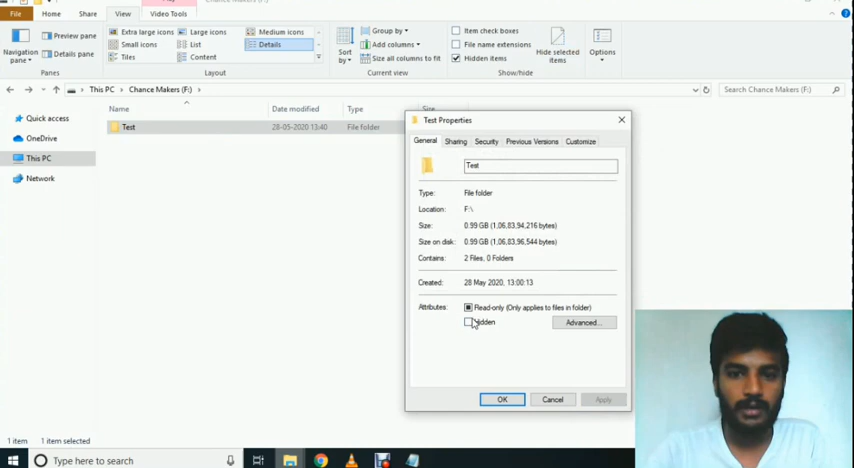 Play Chance Makers (F:)
File Home Share View Video Tools
Navigation pane
Preview pane
Details pane
Panes
Extra large icons Large icons Medium icons
Small icons List Details
Tiles Content
Layout
Sort by
Group by
Add columns
Size all columns to fit
Current view
Item check boxes
File name extensions
Hidden items
Hide selected items
Show/hide
Options
This PC Chance Makers (F:)
Search Chance Makers (F:)
Quick access
OneDrive
This PC
Network
Name Date modified Type Size
Test 28-05-2020 13:40 File folder
Test Properties
General Sharing Security Previous Versions Customize
Test
Type: File folder
Location: F:\
Size: 0.99 GB (1,06,83,94,216 bytes)
Size on disk: 0.99 GB (1,06,83,96,544 bytes)
Contains: 2 Files, 0 Folders
Created: 28 May 2020, 13:00:13
Attributes: Read-only (Only applies to files in folder)
Hidden Advanced...
OK Cancel Apply
1 item 1 item selected
Type here to search